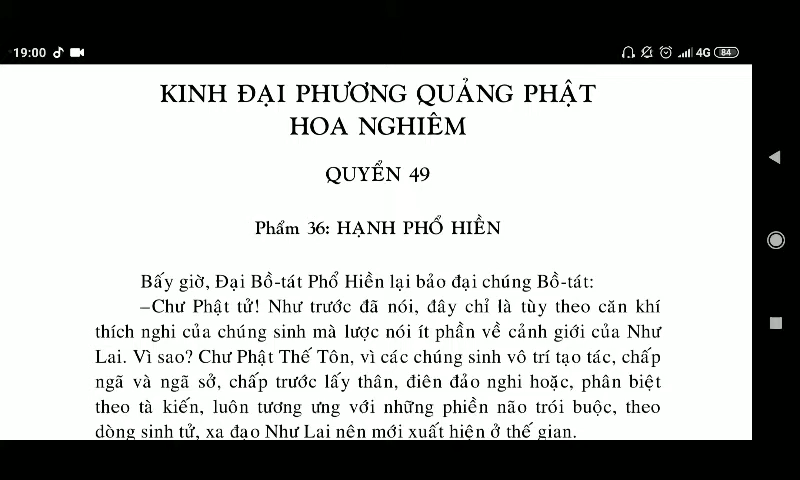 19:00
4G 84
KINH ĐẠI PHƯƠNG QUẢNG PHẬT
HOA NGHIÊM
QUYỂN 49
Phẩm 36: HẠNH PHỔ HIỀN
Bấy giờ, Đại Bồ-tát Phổ Hiền lại bảo đại chúng Bồ-tát:
–Chư Phật tử! Như trước đã nói, đây chỉ là tùy theo căn khí
thích nghi của chúng sinh mà lược nói ít phần về cảnh giới của Như
Lai. Vì sao? Chư Phật Thế Tôn, vì các chúng sinh vô trí tạo tác, chấp
ngã và ngã sở, chấp trước lấy thân, điên đảo nghi hoặc, phân biệt
theo tà kiến, luôn tương ưng với những phiền não trói buộc, theo
dòng sinh tử, xa đạo Như Lai nên mới xuất hiện ở thế gian.